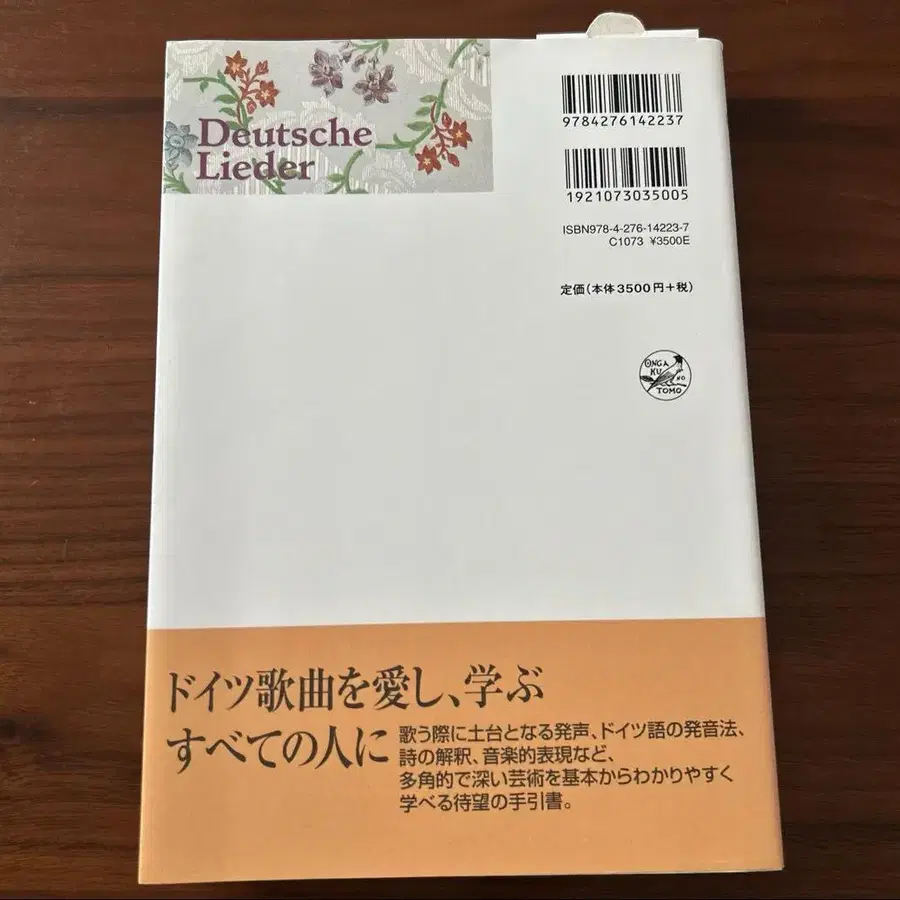 Deutsche
Lieder
9784276142237
1921073035005
ISBN978-4-276-14223-7
C1073 ¥3500E
定価(本体3500円+税)
ONGA
KU
NO
TOMO
ドイツ歌曲を愛し、学ぶ
すべての人に
歌う際に土台となる発声、ドイツ語の発音法、
詩の解釈、音楽的表現など、
多角的で深い芸術を基本からわかりやすく
学べる待望の手引書。